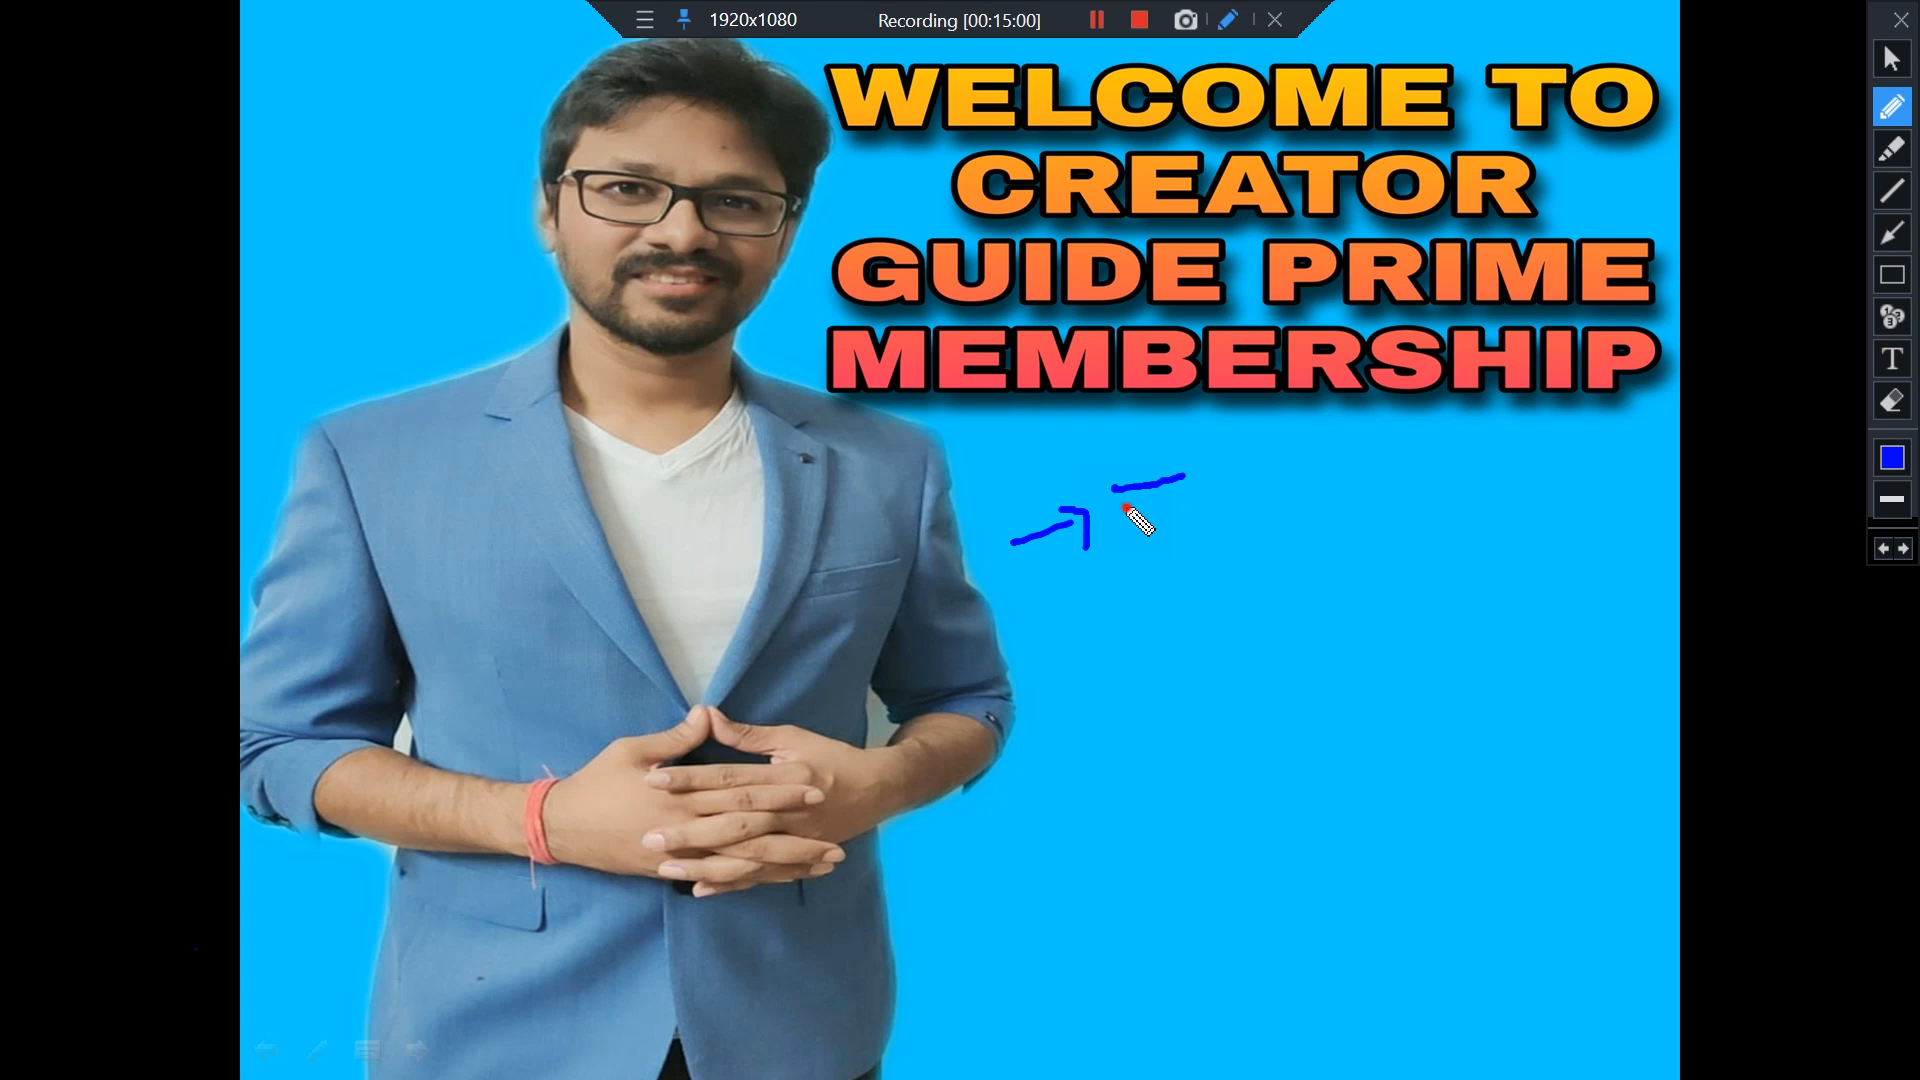 1920x1080 Recording [00:15:00]
WELCOME TO
CREATOR
GUIDE PRIME
MEMBERSHIP
T